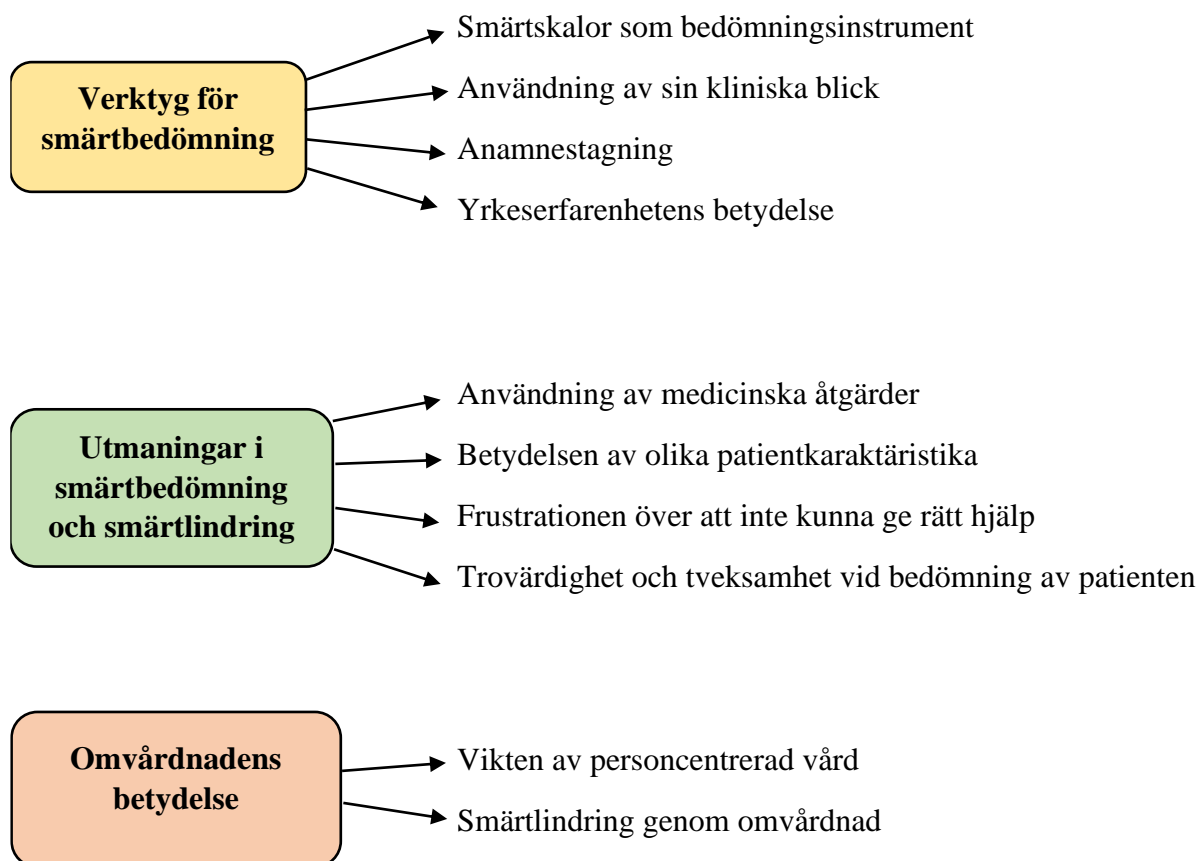 Verktyg för
smärtbedömning
Smärtskalor som bedömningsinstrument
Användning av sin kliniska blick
Anamnestagning
Yrkeserfarenhetens betydelse
Utmaningar i
smärtbedömning
och smärtlindring
Användning av medicinska åtgärder
Betydelsen av olika patientkaraktäristika
Frustrationen över att inte kunna ge rätt hjälp
Trovärdighet och tveksamhet vid bedömning av patienten
Omvårdnadens
betydelse
Vikten av personcentrerad vård
Smärtlindring genom omvårdnad